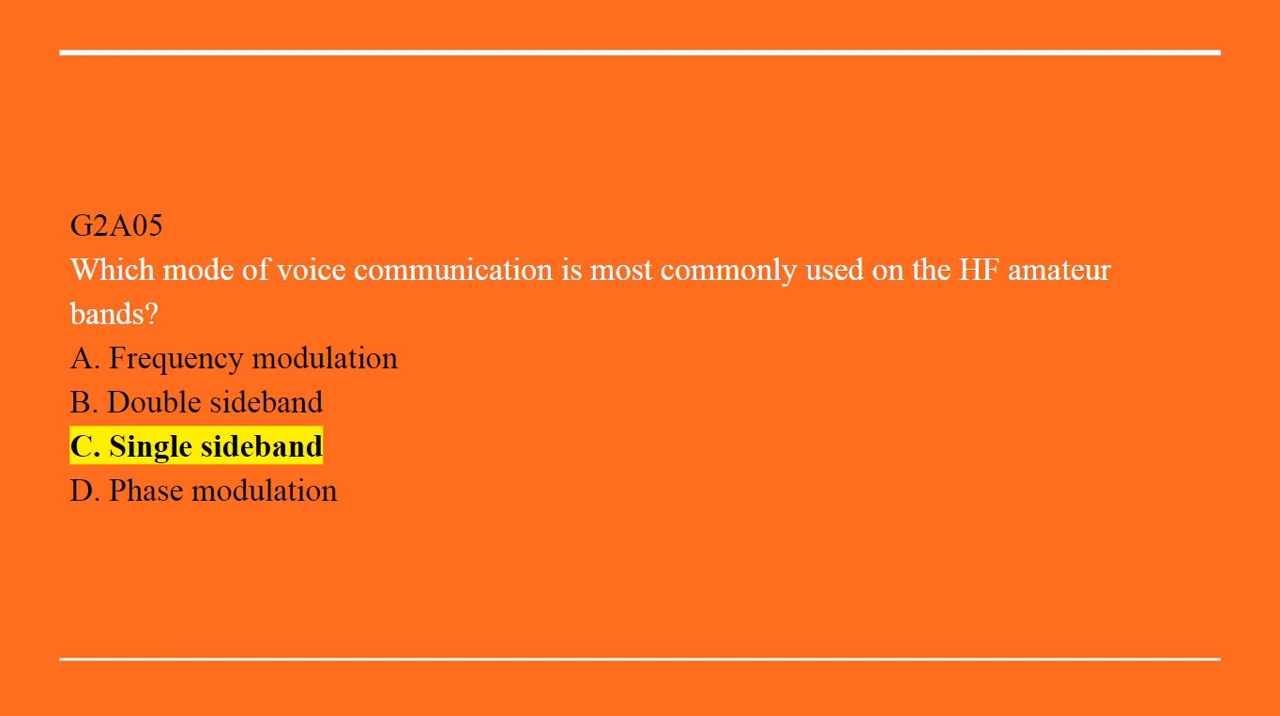 G2A05
Which mode of voice communication is most commonly used on the HF amateur
bands?
A. Frequency modulation
B. Double sideband
C. Single sideband
D. Phase modulation